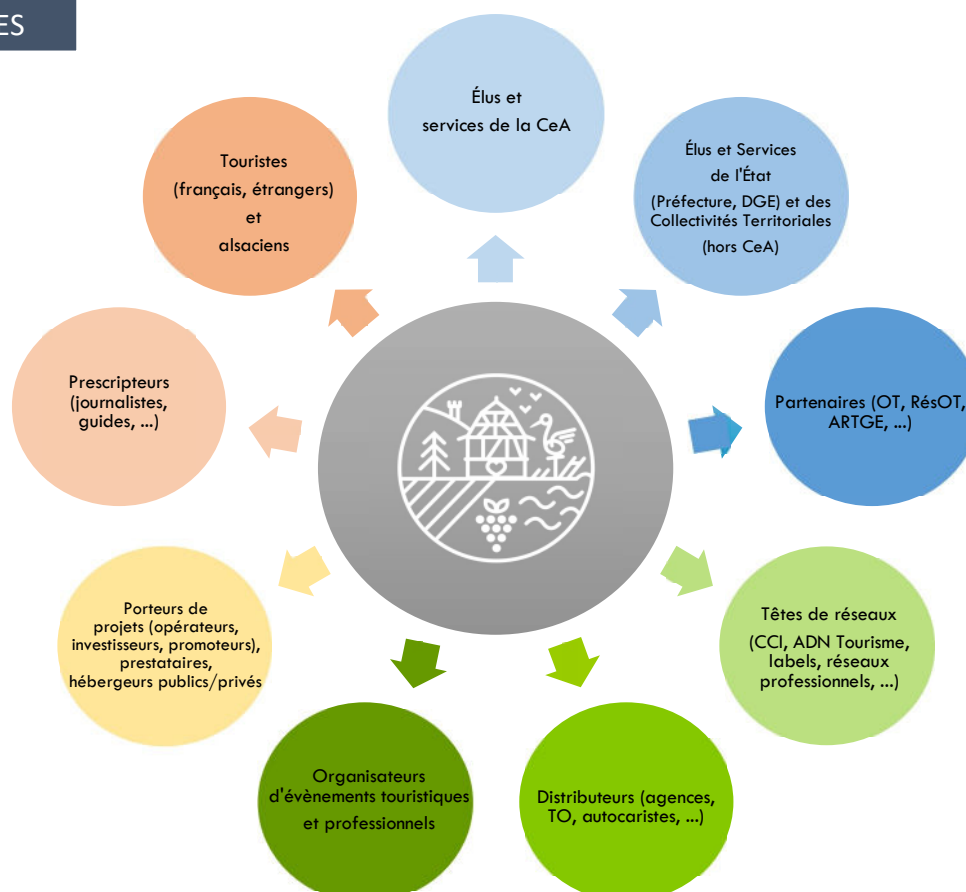 ES
Élus et
services de la CeA
Élus et Services
de l'État
(Préfecture, DGE) et des
Collectivités Territoriales
(hors CeA)
Partenaires (OT, RésOT,
ARTGE, ...)
Têtes de réseaux
(CCI, ADN Tourisme,
labels, réseaux
professionnels, ...)
Distributeurs (agences,
TO, autocaristes, ...)
Organisateurs
d'évènements touristiques
et professionnels
Porteurs de
projets (opérateurs,
investisseurs, promoteurs),
prestataires,
hébergeurs publics/privés
Prescripteurs
(journalistes,
guides, ...)
Touristes
(français, étrangers)
et
alsaciens